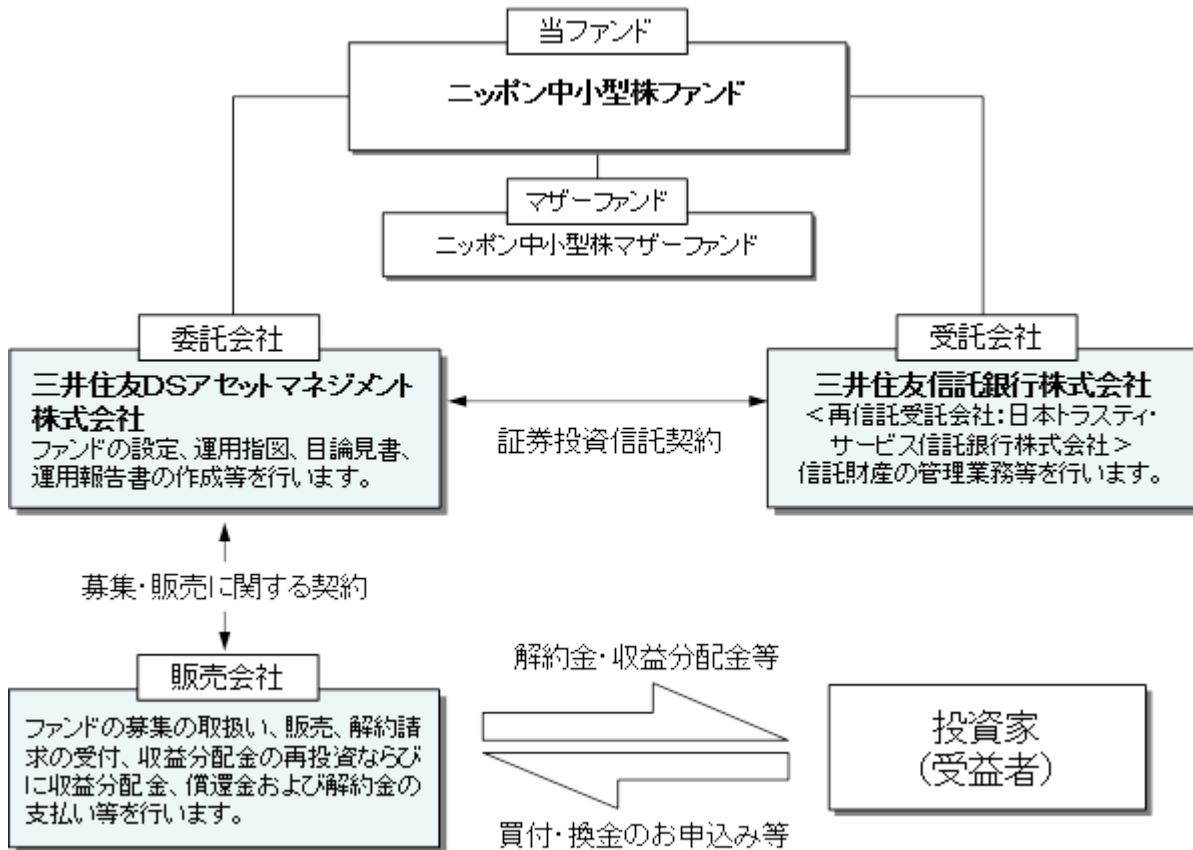 当ファンド
ニッポン中小型株ファンド
マザーファンド
ニッポン中小型株マザーファンド
委託会社
三井住友DSアセットマネジメント
株式会社
ファンドの設定、運用指図、目論見書、
運用報告書の作成等を行います。
受託会社
三井住友信託銀行株式会社
＜再信託受託会社：日本トラスティ・
サービス信託銀行株式会社＞
信託財産の管理業務等を行います。
証券投資信託契約
募集・販売に関する契約
販売会社
ファンドの募集の取扱い、販売、解約請
求の受付、収益分配金の再投資ならび
に収益分配金、償還金および解約金の
支払い等を行います。
解約金・収益分配金等
買付・換金のお申込み等
投資家
(受益者)